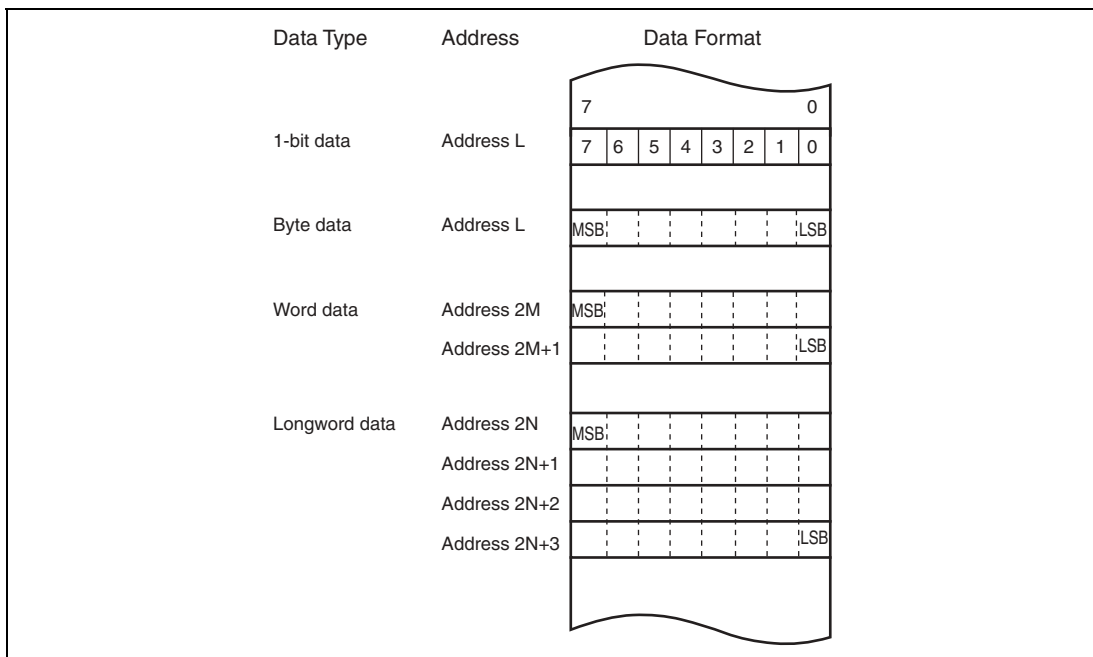 Data Type Address Data Format
7 0
1-bit data Address L 7 6 5 4 3 2 1 0
Byte data Address L MSB LSB
Word data Address 2M MSB
Address 2M+1 LSB
Longword data Address 2N MSB
Address 2N+1
Address 2N+2
Address 2N+3 LSB